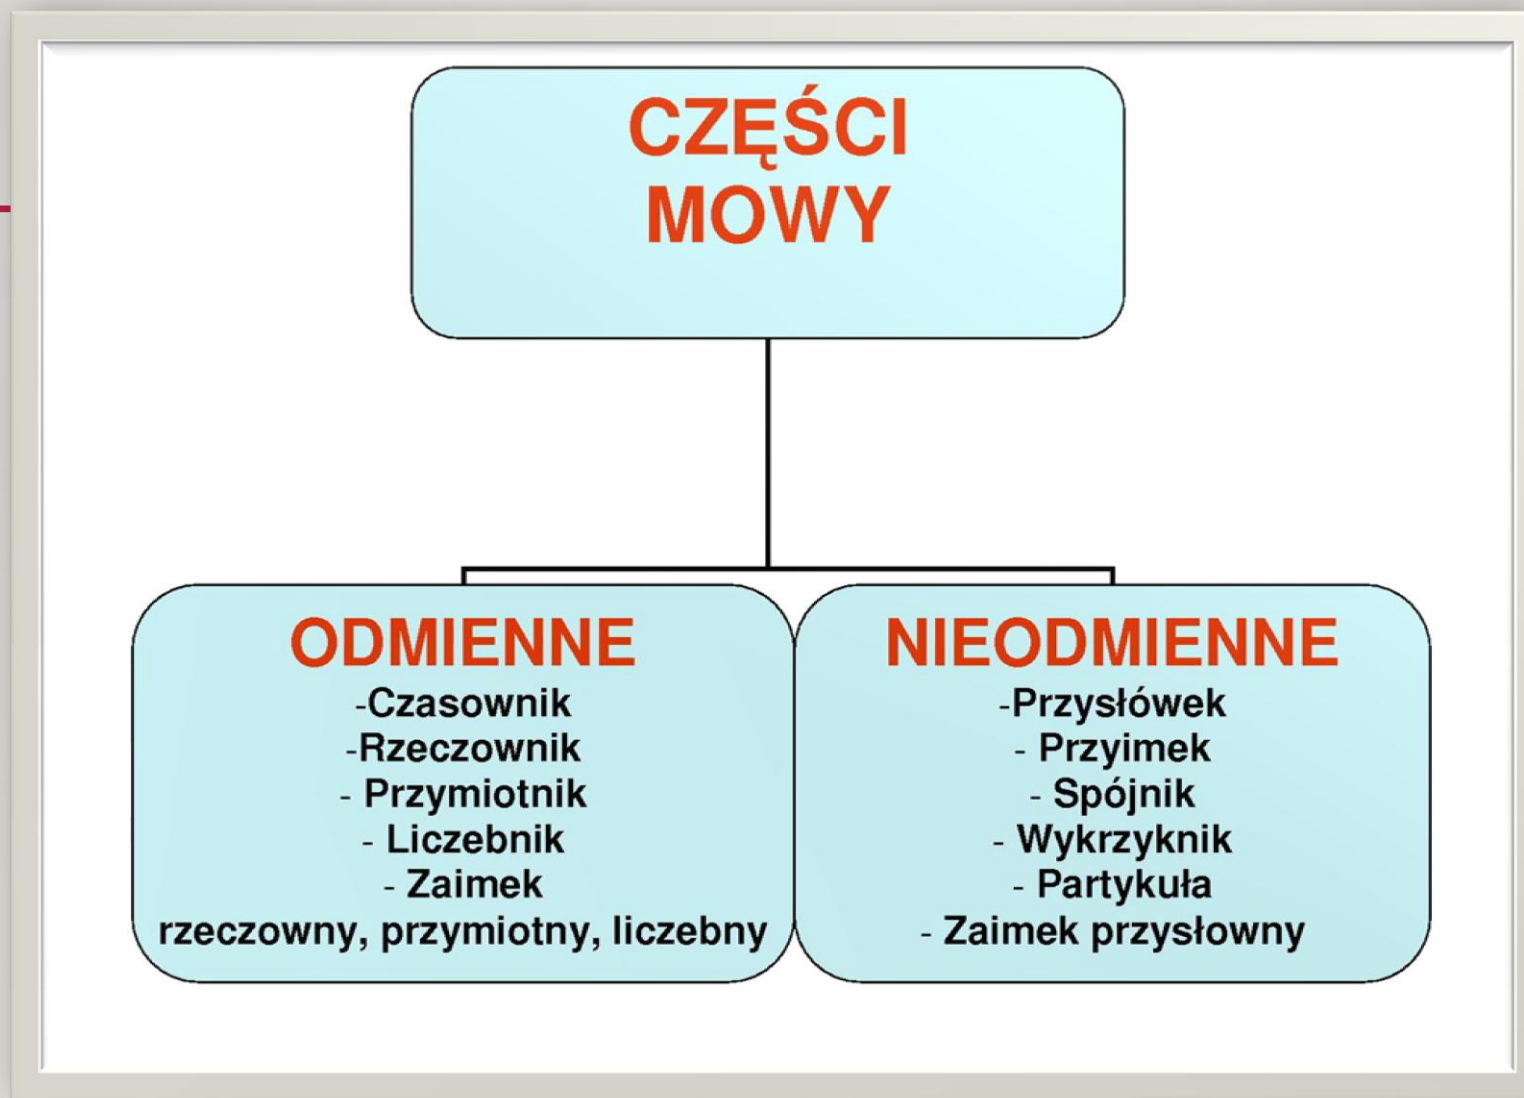 CZĘŚCI
MOWY
ODMIENNE
-Czasownik
-Rzeczownik
- Przymiotnik
- Liczebnik
- Zaimek
rzeczowny, przymiotny, liczebny
NIEODMIENNE
-Przysłówek
- Przyimek
- Spójnik
- Wykrzyknik
- Partykuła
- Zaimek przysłowny